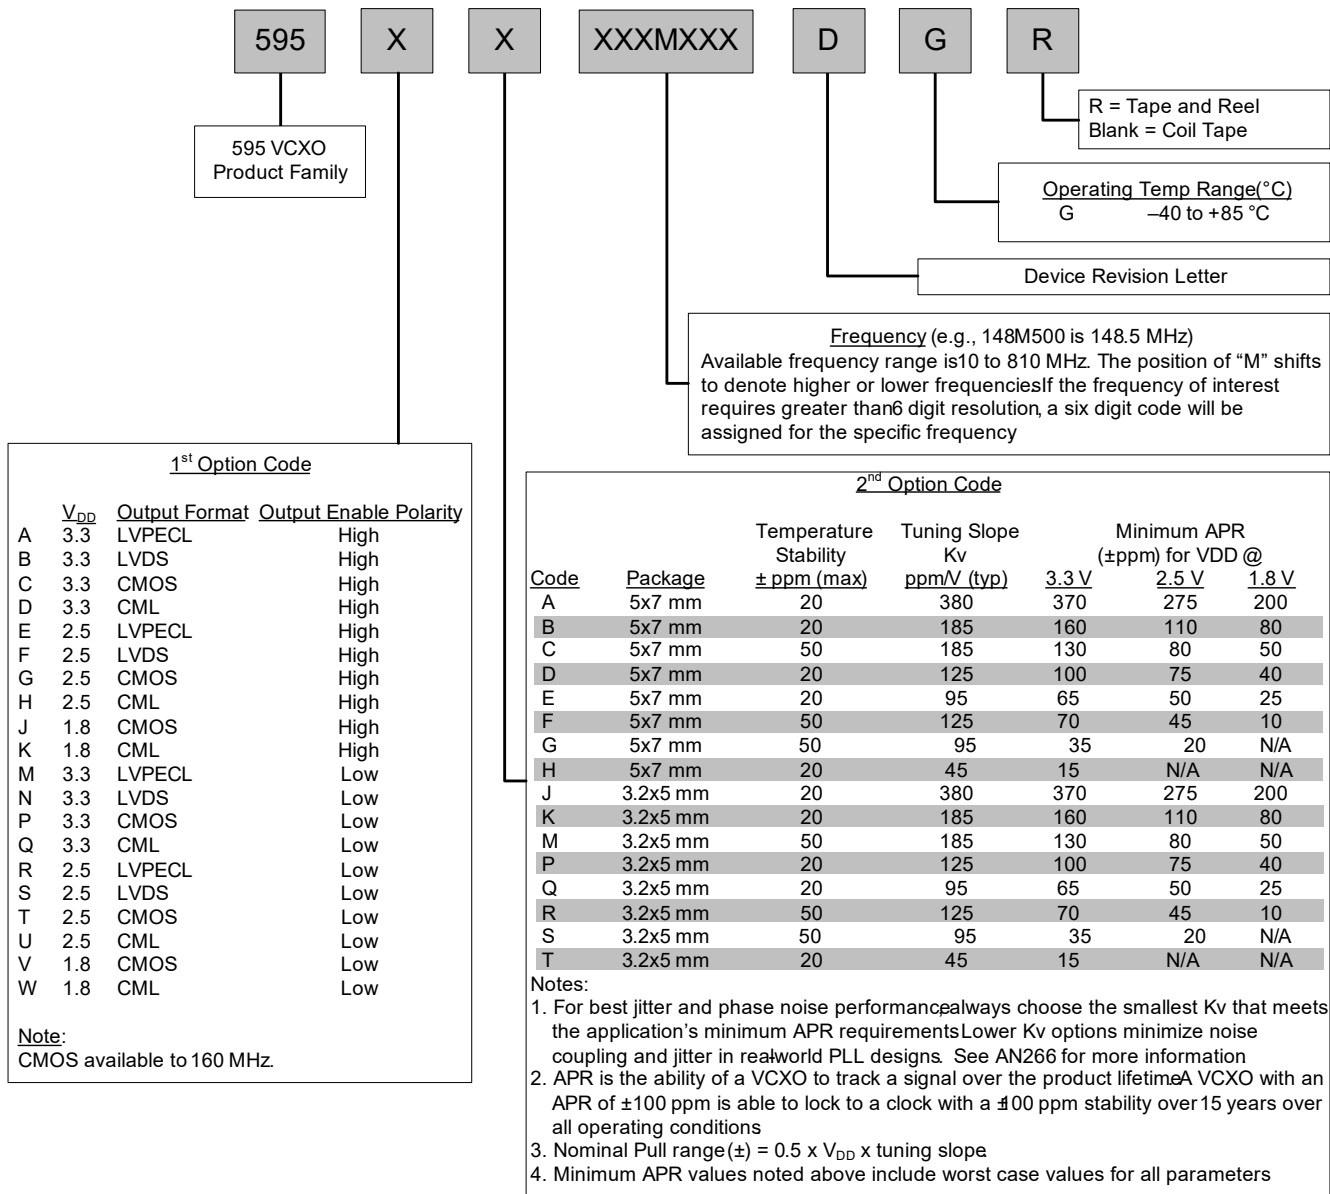 595 X X XXXMXXX D G R
R = Tape and Reel
Blank = Coil Tape
595 VCXO
Product Family
Operating Temp Range(°C)
G –40 to +85 °C
Device Revision Letter
Frequency (e.g., 148M500 is 148.5 MHz)
Available frequency range is10 to 810 MHz. The position of “M” shifts
to denote higher or lower frequenciesIf the frequency of interest
requires greater than6 digit resolution, a six digit code will be
assigned for the specific frequency
1st Option Code
VDD Output Format Output Enable Polarity
A 3.3 LVPECL High
B 3.3 LVDS High
C 3.3 CMOS High
D 3.3 CML High
E 2.5 LVPECL High
F 2.5 LVDS High
G 2.5 CMOS High
H 2.5 CML High
J 1.8 CMOS High
K 1.8 CML High
M 3.3 LVPECL Low
N 3.3 LVDS Low
P 3.3 CMOS Low
Q 3.3 CML Low
R 2.5 LVPECL Low
S 2.5 LVDS Low
T 2.5 CMOS Low
U 2.5 CML Low
V 1.8 CMOS Low
W 1.8 CML Low
Note:
CMOS available to 160 MHz.
2nd Option Code
Temperature Tuning Slope Minimum APR
Stability Kv (±ppm) for VDD @
Code Package ± ppm (max) ppm/V (typ) 3.3 V 2.5 V 1.8 V
A 5x7 mm 20 380 370 275 200
B 5x7 mm 20 185 160 110 80
C 5x7 mm 50 185 130 80 50
D 5x7 mm 20 125 100 75 40
E 5x7 mm 20 95 65 50 25
F 5x7 mm 50 125 70 45 10
G 5x7 mm 50 95 35 20 N/A
H 5x7 mm 20 45 15 N/A N/A
J 3.2x5 mm 20 380 370 275 200
K 3.2x5 mm 20 185 160 110 80
M 3.2x5 mm 50 185 130 80 50
P 3.2x5 mm 20 125 100 75 40
Q 3.2x5 mm 20 95 65 50 25
R 3.2x5 mm 50 125 70 45 10
S 3.2x5 mm 50 95 35 20 N/A
T 3.2x5 mm 20 45 15 N/A N/A
Notes:
1. For best jitter and phase noise performance, always choose the smallest Kv that meets
the application’s minimum APR requirements. Lower Kv options minimize noise
coupling and jitter in real-world PLL designs. See AN266 for more information
2. APR is the ability of a VCXO to track a signal over the product lifetime. A VCXO with an
APR of ±100 ppm is able to lock to a clock with a ±100 ppm stability over 15 years over
all operating conditions
3. Nominal Pull range (±) = 0.5 x VDD x tuning slope.
4. Minimum APR values noted above include worst case values for all parameters